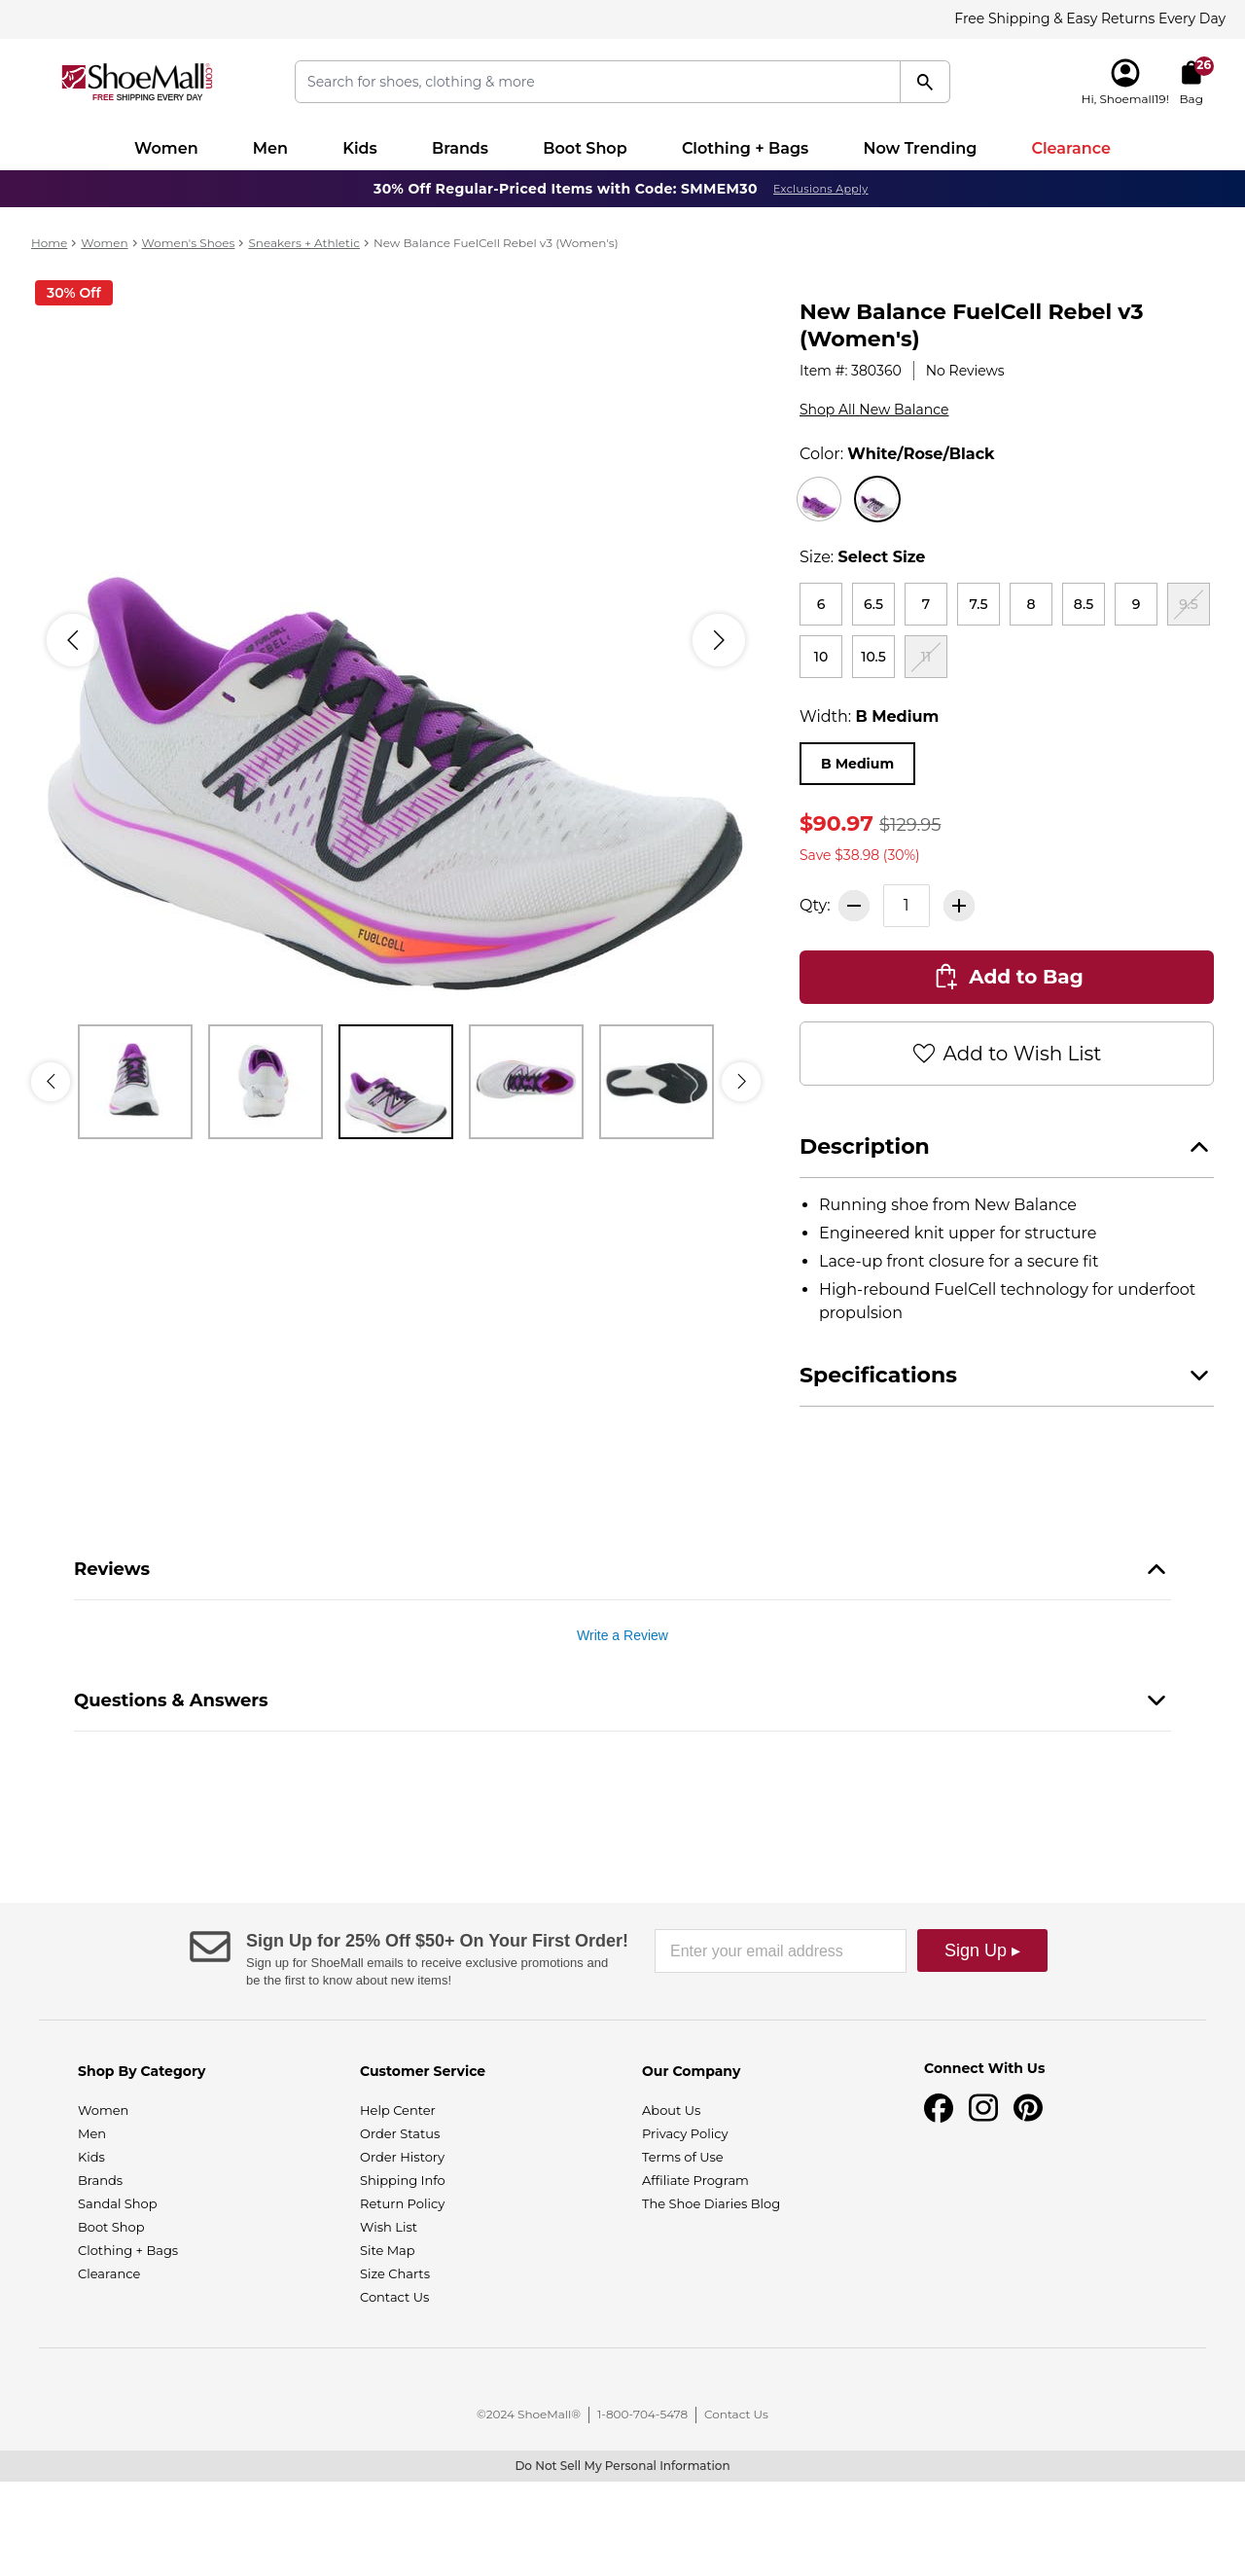 Free Shipping & Easy Returns Every Day
ShoeMall.com
FREE SHIPPING EVERY DAY
Search for shoes, clothing & more
26
Hi, Shoemall19!
Bag
Women
Men
Kids
Brands
Boot Shop
Clothing + Bags
Now Trending
Clearance
30% Off Regular-Priced Items with Code: SMMEM30 Exclusions Apply
Home > Women > Women's Shoes > Sneakers + Athletic > New Balance FuelCell Rebel v3 (Women's)
30% Off
FUELCELL
REBEL
N
FUELCELL
New Balance FuelCell Rebel v3
(Women's)
Item #: 380360 | No Reviews
Shop All New Balance
Color: White/Rose/Black
Size: Select Size
6 6.5 7 7.5 8 8.5 9 9.5
10 10.5 11
Width: B Medium
B Medium
$90.97 $129.95
Save $38.98 (30%)
Qty: 1
Add to Bag
Add to Wish List
Description
• Running shoe from New Balance
• Engineered knit upper for structure
• Lace-up front closure for a secure fit
• High-rebound FuelCell technology for underfoot
propulsion
Specifications
Reviews
Write a Review
Questions & Answers
Sign Up for 25% Off $50+ On Your First Order!
Sign up for ShoeMall emails to receive exclusive promotions and
be the first to know about new items!
Enter your email address
Sign Up ▸
Shop By Category
Women
Men
Kids
Brands
Sandal Shop
Boot Shop
Clothing + Bags
Clearance
Customer Service
Help Center
Order Status
Order History
Shipping Info
Return Policy
Wish List
Site Map
Size Charts
Contact Us
Our Company
About Us
Privacy Policy
Terms of Use
Affiliate Program
The Shoe Diaries Blog
Connect With Us
©2024 ShoeMall® | 1-800-704-5478 | Contact Us
Do Not Sell My Personal Information